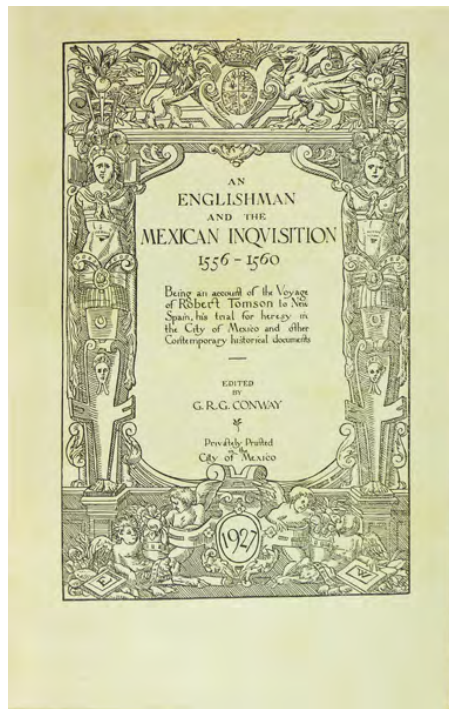 AN
ENGLISHMAN
AND THE
MEXICAN INQVISITION
1556 – 1560
Being an account of the Voyage
of Robert Tomson to New
Spain, his trial for heresy in
the City of Mexico and other
Contemporary historical documents
EDITED
BY
G. R. G. CONWAY
Privately Printed
in the
City of Mexico
1927
E
W